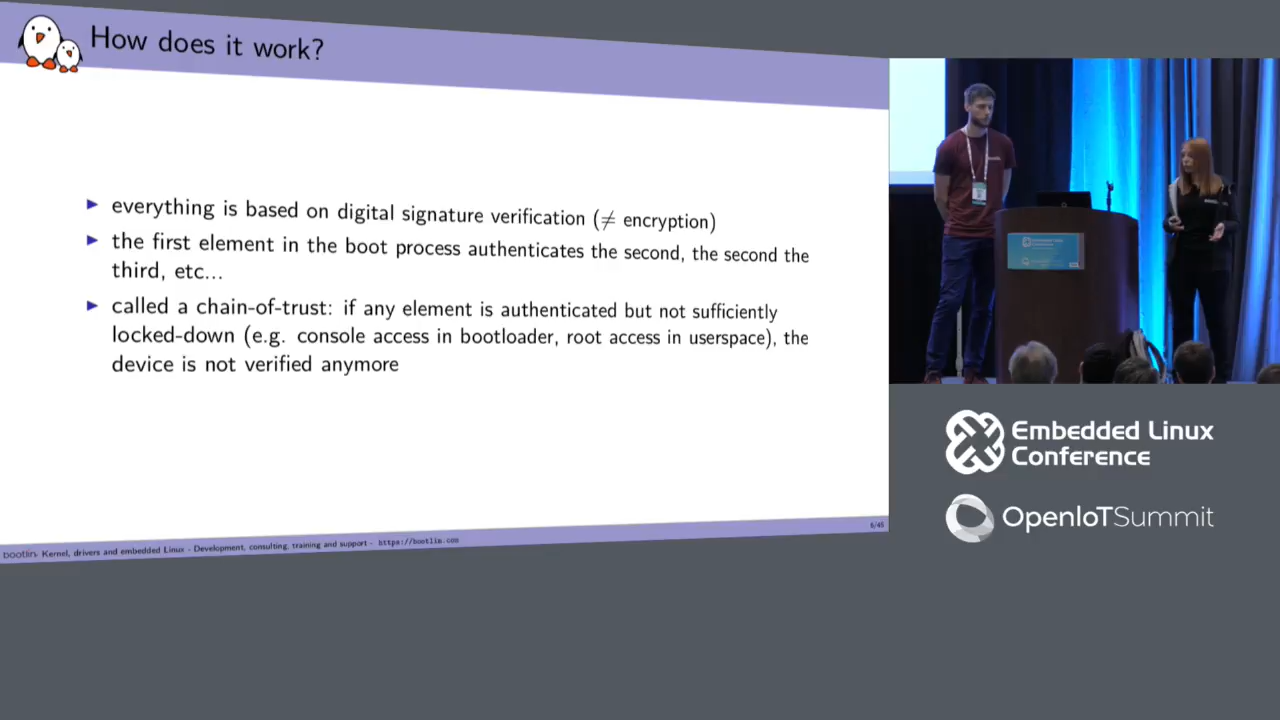 How does it work?
everything is based on digital signature verification (≠ encryption)
the first element in the boot process authenticates the second, the second the
third, etc...
called a chain-of-trust: if any element is authenticated but not sufficiently
locked-down (e.g. console access in bootloader, root access in userspace), the
device is not verified anymore
bootlin - Kernel, drivers and embedded Linux - Development, consulting, training and support - https://bootlin.com
6/45
Embedded Linux
Conference
OpenIoTSummit